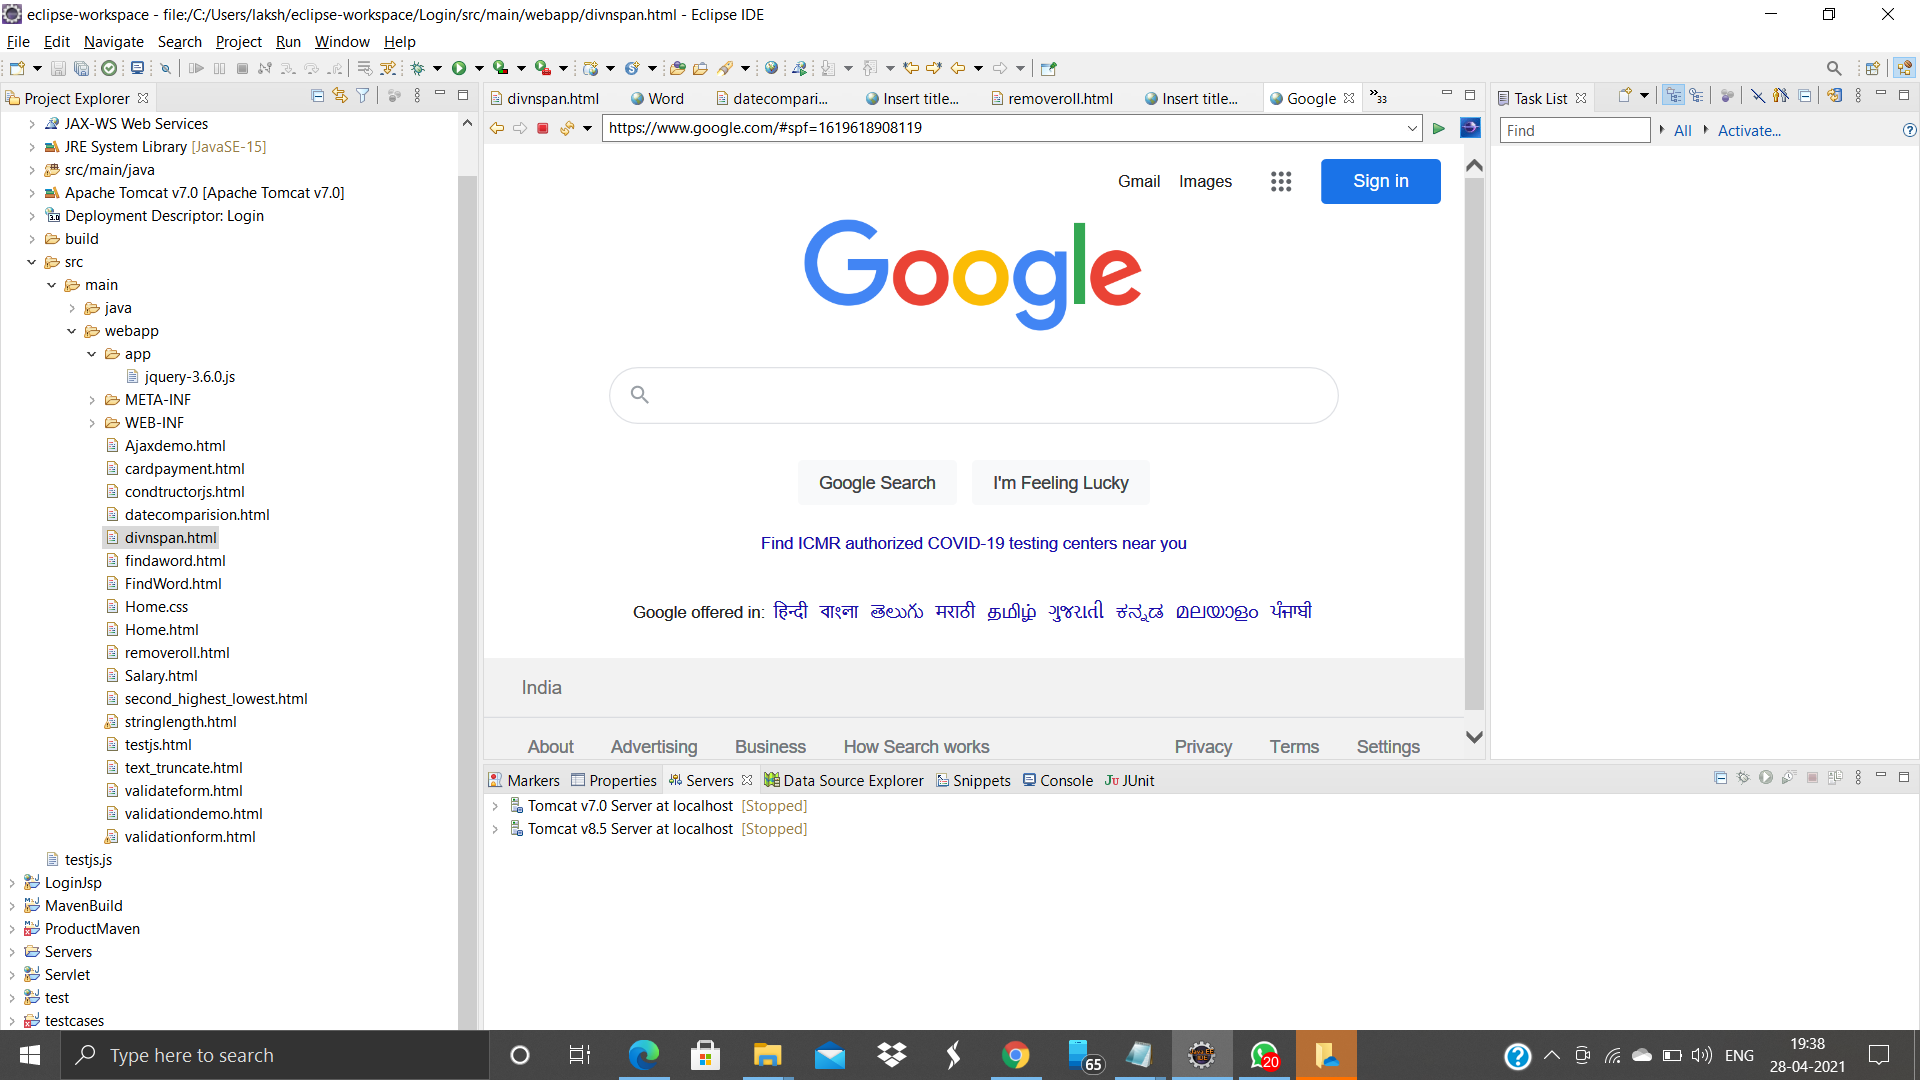 eclipse-workspace - file:/C:/Users/laksh/eclipse-workspace/Login/src/main/webapp/divnspan.html - Eclipse IDE
File Edit Navigate Search Project Run Window Help
Project Explorer
JAX-WS Web Services
JRE System Library [JavaSE-15]
src/main/java
Apache Tomcat v7.0 [Apache Tomcat v7.0]
Deployment Descriptor: Login
build
src
main
java
webapp
app
jquery-3.6.0.js
META-INF
WEB-INF
Ajaxdemo.html
cardpayment.html
condtructorjs.html
datecomparision.html
divnspan.html
findaword.html
FindWord.html
Home.css
Home.html
removeroll.html
Salary.html
second_highest_lowest.html
stringlength.html
testjs.html
text_truncate.html
validateform.html
validationdemo.html
validationform.html
testjs.js
LoginJsp
MavenBuild
ProductMaven
Servers
Servlet
test
testcases
divnspan.html Word datecompari... Insert title... removeroll.html Insert title... Google »33
https://www.google.com/#spf=1619618908119
Gmail Images Sign in
Google
Google Search I'm Feeling Lucky
Find ICMR authorized COVID-19 testing centers near you
Google offered in: हिन्दी বাংলা తెలుగు मराठी தமிழ் ગુજરાતી ಕನ್ನಡ മലയാളം ਪੰਜਾਬੀ
India
About Advertising Business How Search works Privacy Terms Settings
Task List
Find All Activate...
Markers Properties Servers Data Source Explorer Snippets Console JUnit
Tomcat v7.0 Server at localhost [Stopped]
Tomcat v8.5 Server at localhost [Stopped]
Type here to search
65
20
ENG
19:38
28-04-2021